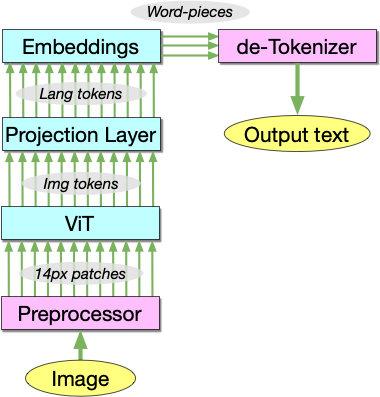 Word-pieces
Embeddings
de-Tokenizer
Lang tokens
Projection Layer
Output text
Img tokens
ViT
14px patches
Preprocessor
Image